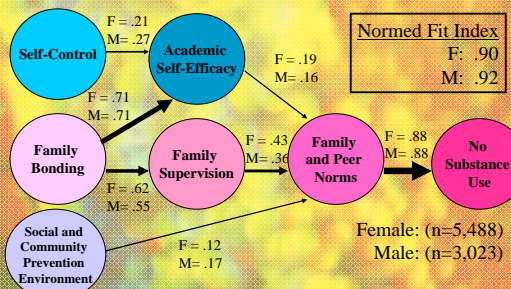 Self-Control
F = .21
M= .27
Academic
Self-Efficacy
F = .19
M= .16
Normed Fit Index
F: .90
M: .92
F = .71
M= .71
Family
Bonding
F = .62
M= .55
Family
Supervision
F = .43
M= .36
Family
and Peer
Norms
F = .88
M= .88
No
Substance
Use
Social and
Community
Prevention
Environment
F = .12
M= .17
Female: (n=5,488)
Male: (n=3,023)